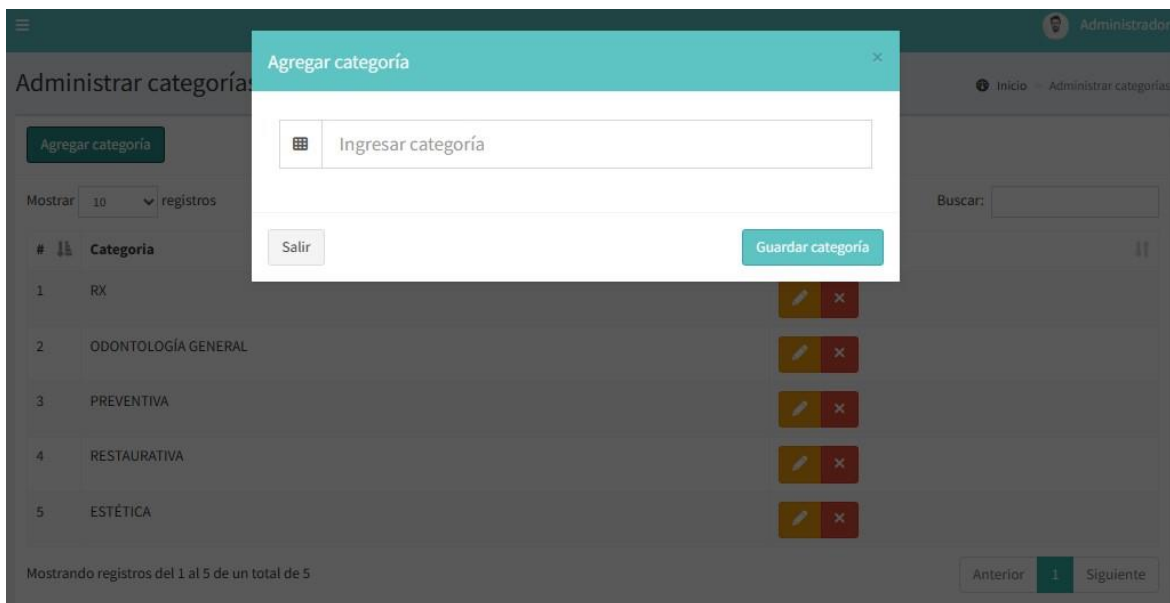 Administrador
Agregar categoría
×
Administrar categorías
Inicio
Administrar categorías
Agregar categoría
Ingresar categoría
Mostrar 10 registros
Buscar:
Salir
Guardar categoría
# Categoria
1 RX
2 ODONTOLOGÍA GENERAL
3 PREVENTIVA
4 RESTAURATIVA
5 ESTÉTICA
Mostrando registros del 1 al 5 de un total de 5
Anterior 1 Siguiente